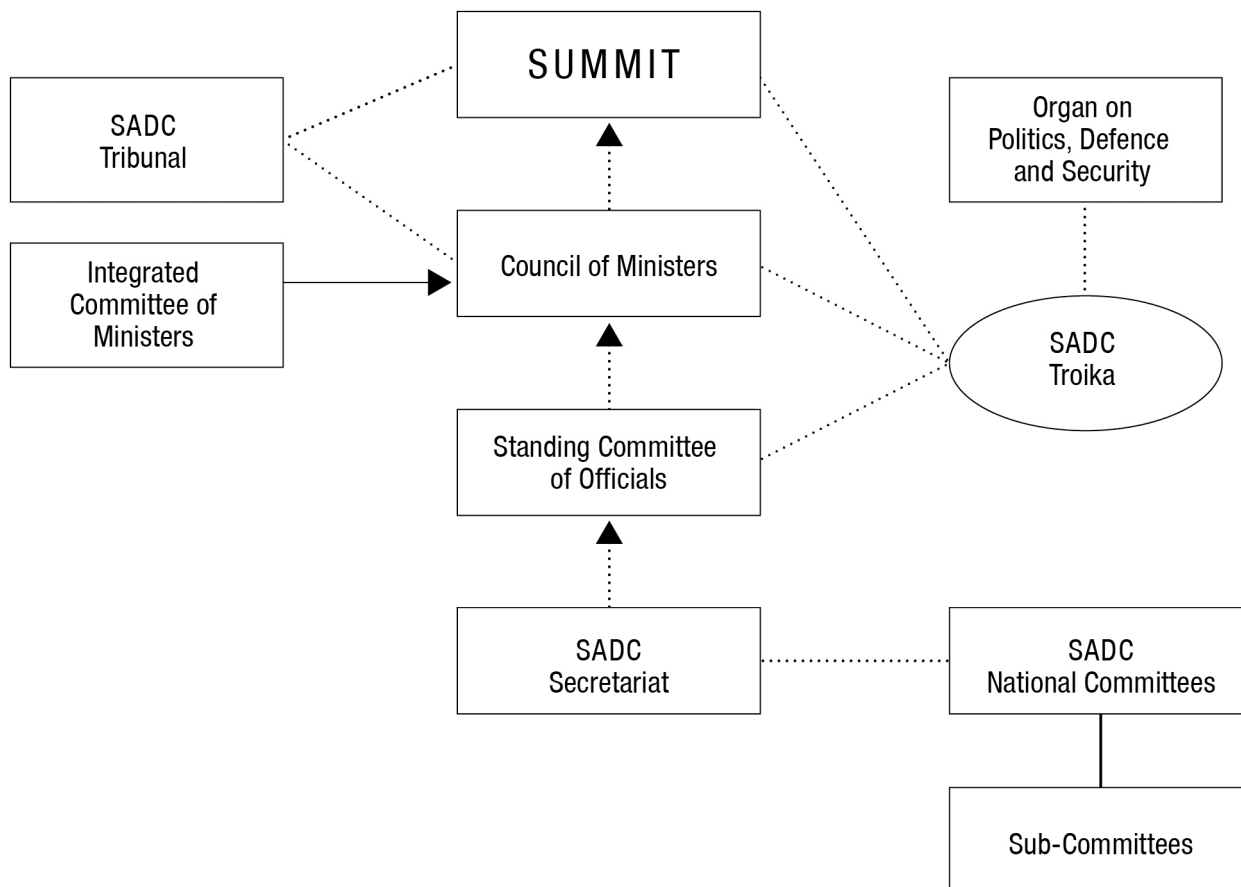 SUMMIT
SADC
Tribunal
Organ on
Politics, Defence
and Security
Council of Ministers
Integrated
Committee of
Ministers
SADC
Troika
Standing Committee
of Officials
SADC
Secretariat
SADC
National Committees
Sub-Committees